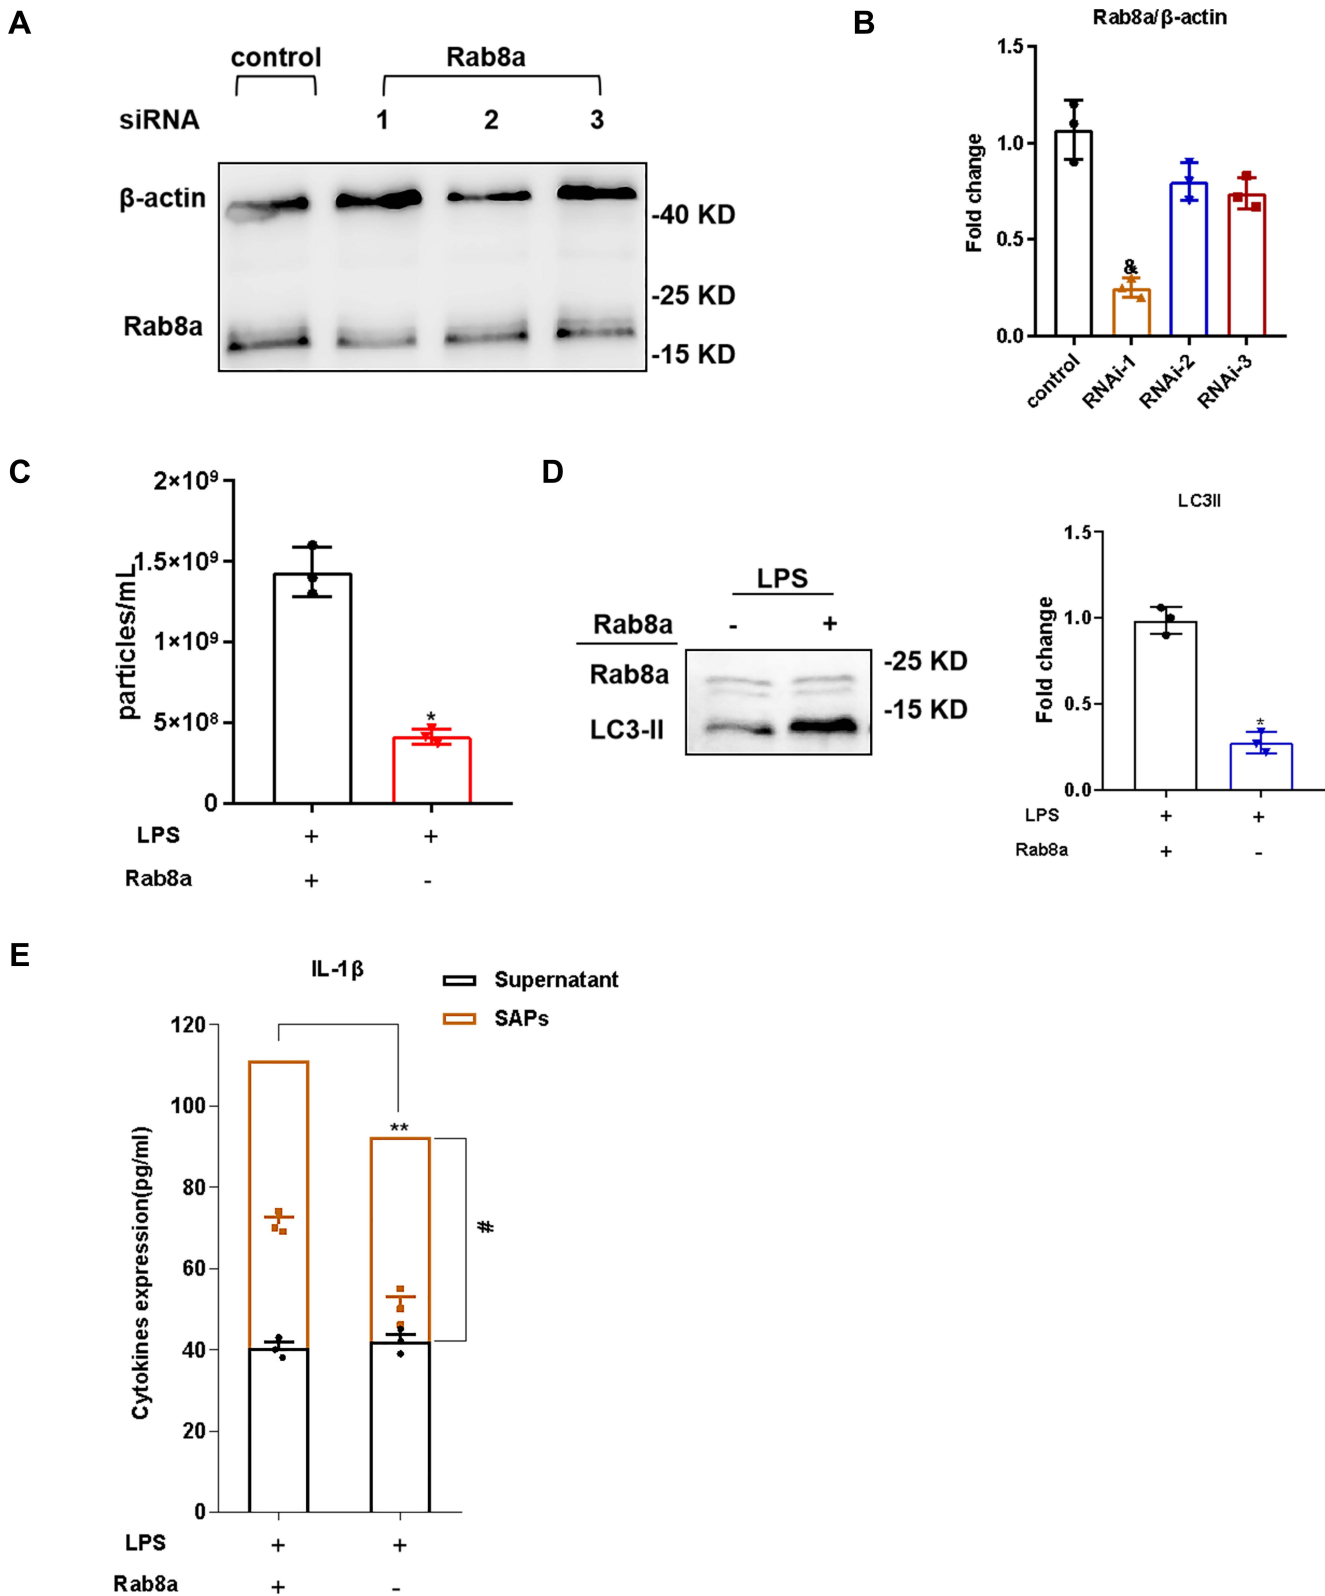 A
control Rab8a
siRNA 1 2 3
β-actin
-40 KD
-25 KD
Rab8a
-15 KD
B
Rab8a/β-actin
Fold change
1.5
1.0
0.5
0.0
&
control RNAi-1 RNAi-2 RNAi-3
C
particles/mL
2×10⁹
1.5×10⁹
1×10⁹
5×10⁸
0
*
LPS + +
Rab8a + -
D
LPS
Rab8a - +
Rab8a
-25 KD
-15 KD
LC3-II
LC3II
Fold change
1.5
1.0
0.5
0.0
*
LPS + +
Rab8a + -
E
IL-1β
Supernatant
SAPs
Cytokines expression(pg/ml)
120
100
80
60
40
20
0
**
#
LPS + +
Rab8a + -